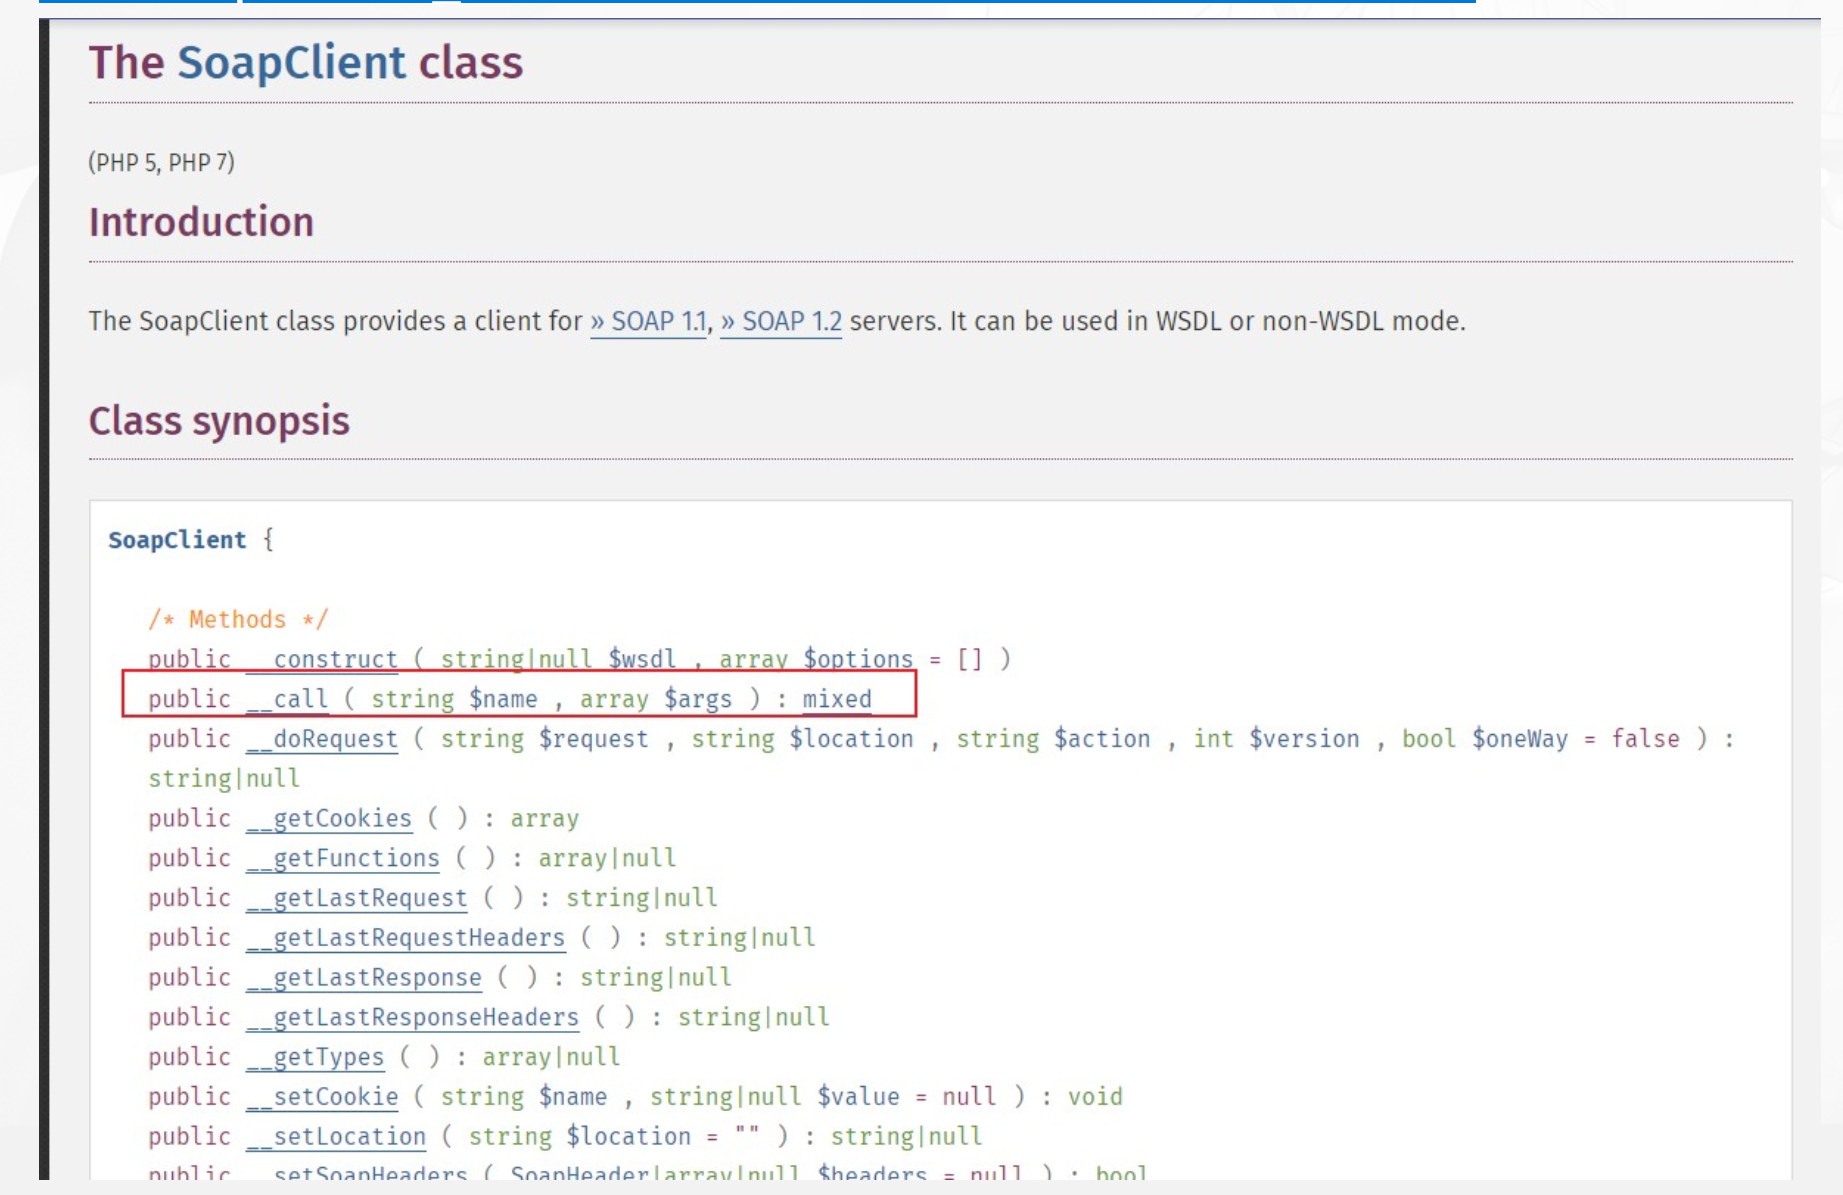 The SoapClient class
(PHP 5, PHP 7)
Introduction
The SoapClient class provides a client for » SOAP 1.1, » SOAP 1.2 servers. It can be used in WSDL or non-WSDL mode.
Class synopsis
SoapClient {
/* Methods */
public __construct ( string|null $wsdl , array $options = [] )
public __call ( string $name , array $args ) : mixed
public __doRequest ( string $request , string $location , string $action , int $version , bool $oneWay = false ) :
string|null
public __getCookies ( ) : array
public __getFunctions ( ) : array|null
public __getLastRequest ( ) : string|null
public __getLastRequestHeaders ( ) : string|null
public __getLastResponse ( ) : string|null
public __getLastResponseHeaders ( ) : string|null
public __getTypes ( ) : array|null
public __setCookie ( string $name , string|null $value = null ) : void
public __setLocation ( string $location = "" ) : string|null
public __setSoapHeaders ( SoapHeader|array|null $headers = null ) : bool